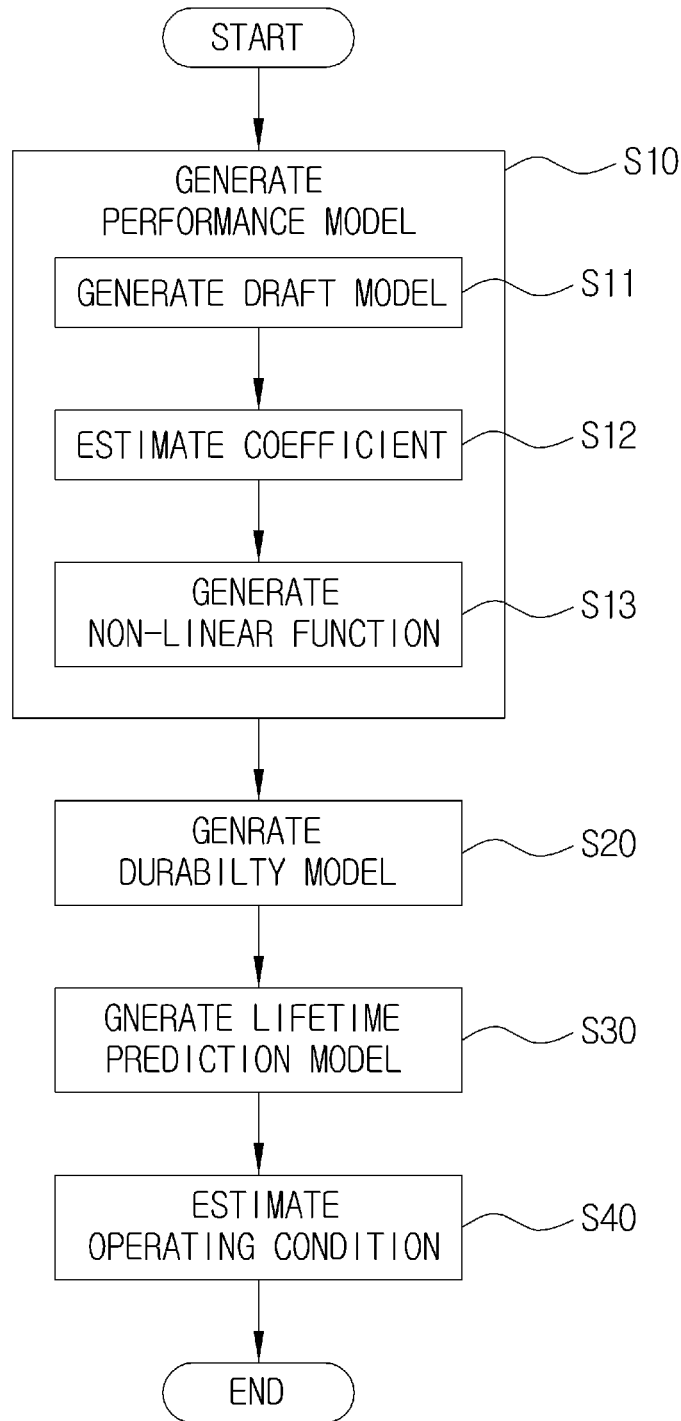 START
S10
GENERATE
PERFORMANCE MODEL
GENERATE DRAFT MODEL
S11
ESTIMATE COEFFICIENT
S12
GENERATE
NON-LINEAR FUNCTION
S13
GENRATE
DURABILTY MODEL
S20
GNERATE LIFETIME
PREDICTION MODEL
S30
ESTIMATE
OPERATING CONDITION
S40
END